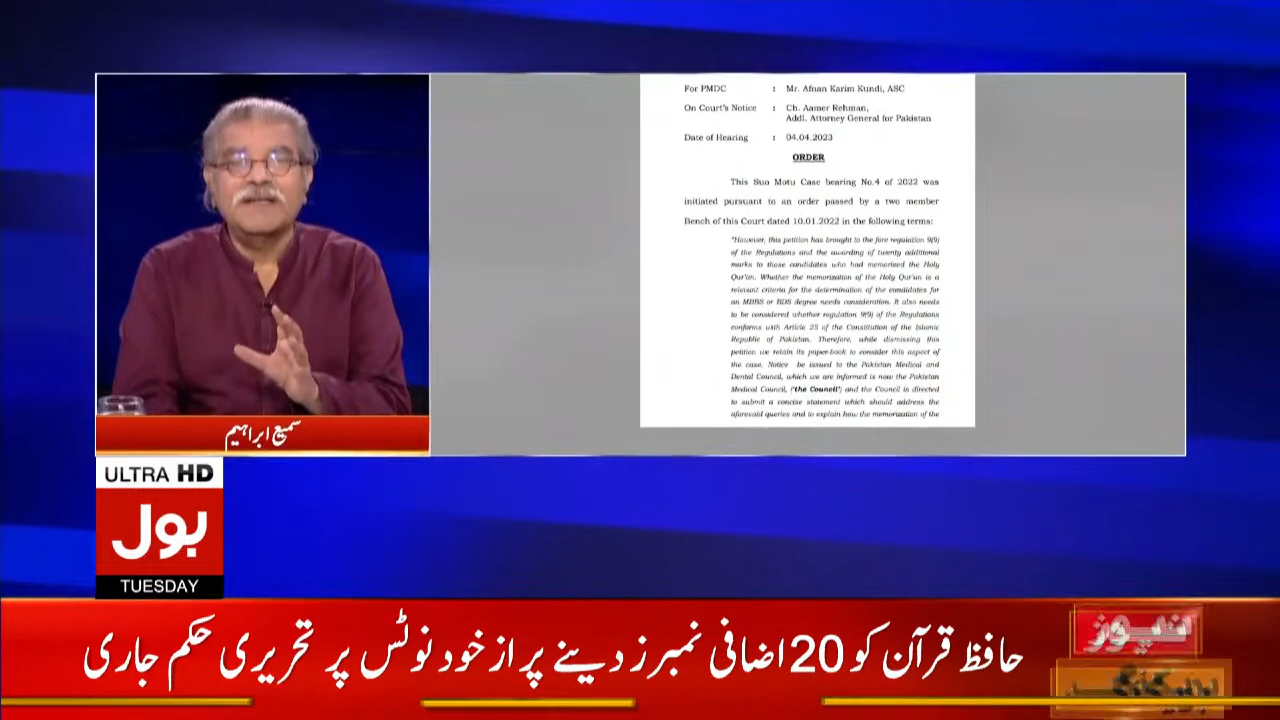 For PMDC : Mr. Afnan Karim Kundi, ASC
On Court's Notice : Ch. Aamer Rehman,
Addl. Attorney General for Pakistan
Date of Hearing : 04.04.2023
ORDER
This Suo Motu Case bearing No.4 of 2022 was
initiated pursuant to an order passed by a two member
Bench of this Court dated 10.01.2022 in the following terms:
"However, this petition has brought to the fore regulation 9(9)
of the Regulations and the awarding of twenty additional
marks to those candidates who had memorized the Holy
Qur'an. Whether the memorization of the Holy Qur'an is a
relevant criteria for the determination of the candidates for
an MBBS or BDS degree needs consideration. It also needs
to be considered whether regulation 9(9) of the Regulations
conforms with Article 25 of the Constitution of the Islamic
Republic of Pakistan. Therefore, while dismissing this
petition we retain its paper-book to consider this aspect of
the case. Notice be issued to the Pakistan Medical and
Dental Council, which we are informed is now the Pakistan
Medical Council, ("the Council") and the Council is directed
to submit a concise statement which should address the
aforesaid queries and to explain how the memorization of the
سمیع ابراہیم
ULTRA HD
بول
TUESDAY
نیوز
بریکنگ
حافظ قرآن کو 20 اضافی نمبرز دینے پر از خود نوٹس پر تحریری حکم جاری